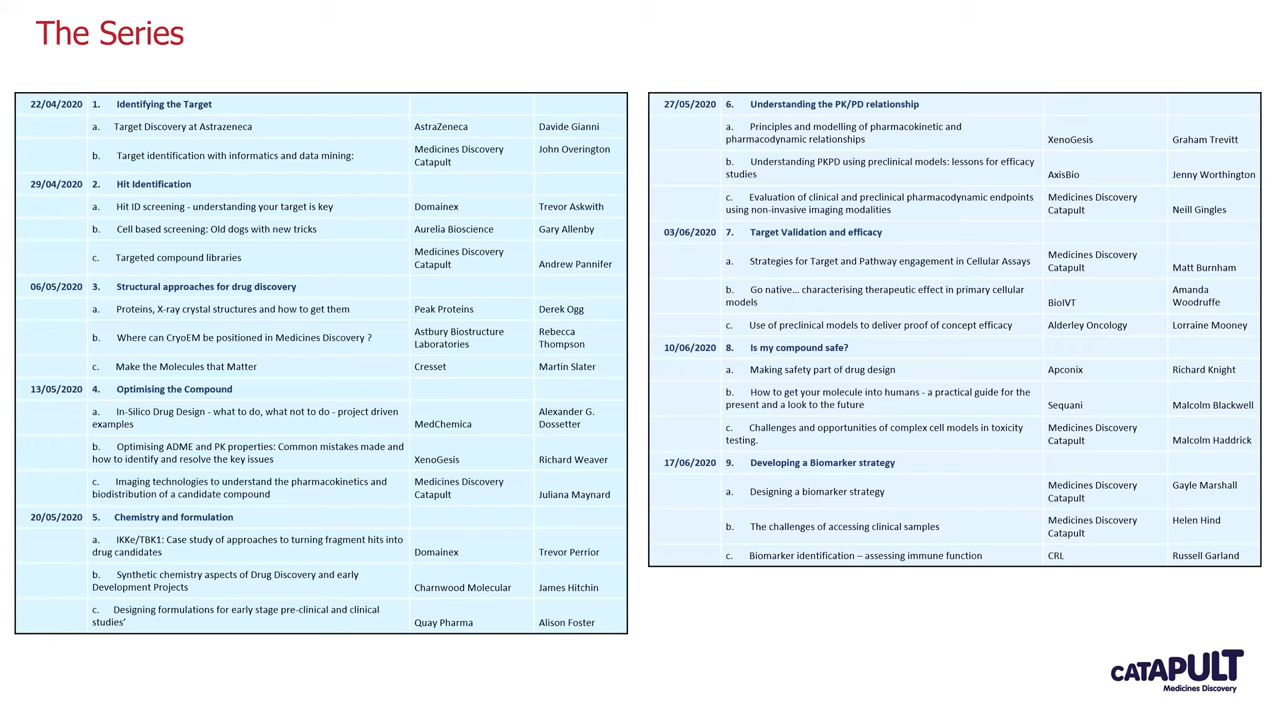 The Series
22/04/2020 1. Identifying the Target
a. Target Discovery at Astrazeneca AstraZeneca Davide Gianni
b. Target identification with informatics and data mining: Medicines Discovery Catapult John Overington
29/04/2020 2. Hit Identification
a. Hit ID screening - understanding your target is key Domainex Trevor Askwith
b. Cell based screening: Old dogs with new tricks Aurelia Bioscience Gary Allenby
c. Targeted compound libraries Medicines Discovery Catapult Andrew Pannifer
06/05/2020 3. Structural approaches for drug discovery
a. Proteins, X-ray crystal structures and how to get them Peak Proteins Derek Ogg
b. Where can CryoEM be positioned in Medicines Discovery ? Astbury Biostructure Laboratories Rebecca Thompson
c. Make the Molecules that Matter Cresset Martin Slater
13/05/2020 4. Optimising the Compound
a. In-Silico Drug Design - what to do, what not to do - project driven examples MedChemica Alexander G. Dossetter
b. Optimising ADME and PK properties: Common mistakes made and how to identify and resolve the key issues XenoGesis Richard Weaver
c. Imaging technologies to understand the pharmacokinetics and biodistribution of a candidate compound Medicines Discovery Catapult Juliana Maynard
20/05/2020 5. Chemistry and formulation
a. IKKe/TBK1: Case study of approaches to turning fragment hits into drug candidates Domainex Trevor Perrior
b. Synthetic chemistry aspects of Drug Discovery and early Development Projects Charnwood Molecular James Hitchin
c. Designing formulations for early stage pre-clinical and clinical studies’ Quay Pharma Alison Foster
27/05/2020 6. Understanding the PK/PD relationship
a. Principles and modelling of pharmacokinetic and pharmacodynamic relationships XenoGesis Graham Trevitt
b. Understanding PKPD using preclinical models: lessons for efficacy studies AxisBio Jenny Worthington
c. Evaluation of clinical and preclinical pharmacodynamic endpoints using non-invasive imaging modalities Medicines Discovery Catapult Neill Gingles
03/06/2020 7. Target Validation and efficacy
a. Strategies for Target and Pathway engagement in Cellular Assays Medicines Discovery Catapult Matt Burnham
b. Go native… characterising therapeutic effect in primary cellular models BioIVT Amanda Woodruffe
c. Use of preclinical models to deliver proof of concept efficacy Alderley Oncology Lorraine Mooney
10/06/2020 8. Is my compound safe?
a. Making safety part of drug design Apconix Richard Knight
b. How to get your molecule into humans - a practical guide for the present and a look to the future Sequani Malcolm Blackwell
c. Challenges and opportunities of complex cell models in toxicity testing. Medicines Discovery Catapult Malcolm Haddrick
17/06/2020 9. Developing a Biomarker strategy
a. Designing a biomarker strategy Medicines Discovery Catapult Gayle Marshall
b. The challenges of accessing clinical samples Medicines Discovery Catapult Helen Hind
c. Biomarker identification – assessing immune function CRL Russell Garland
CATAPULT
Medicines Discovery